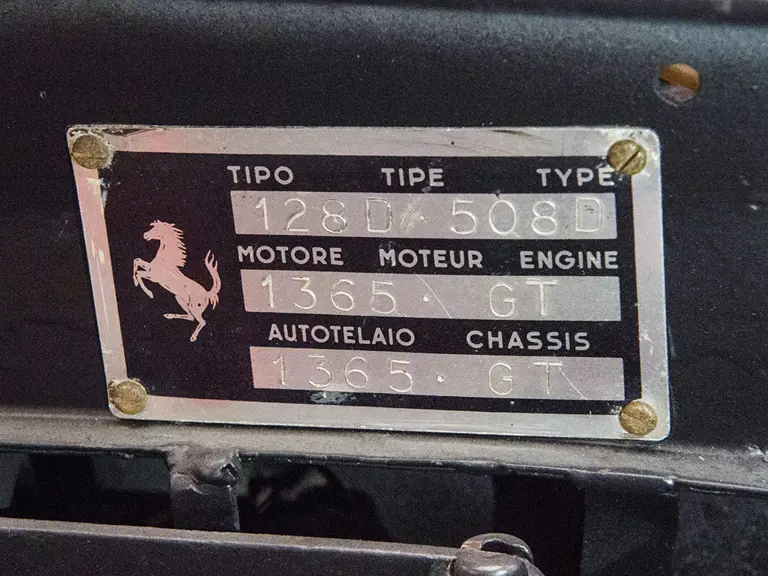 TIPO TIPE TYPE
128D · 508D
MOTORE MOTEUR ENGINE
1365 · GT
AUTOTELAIO CHASSIS
1365 · GT